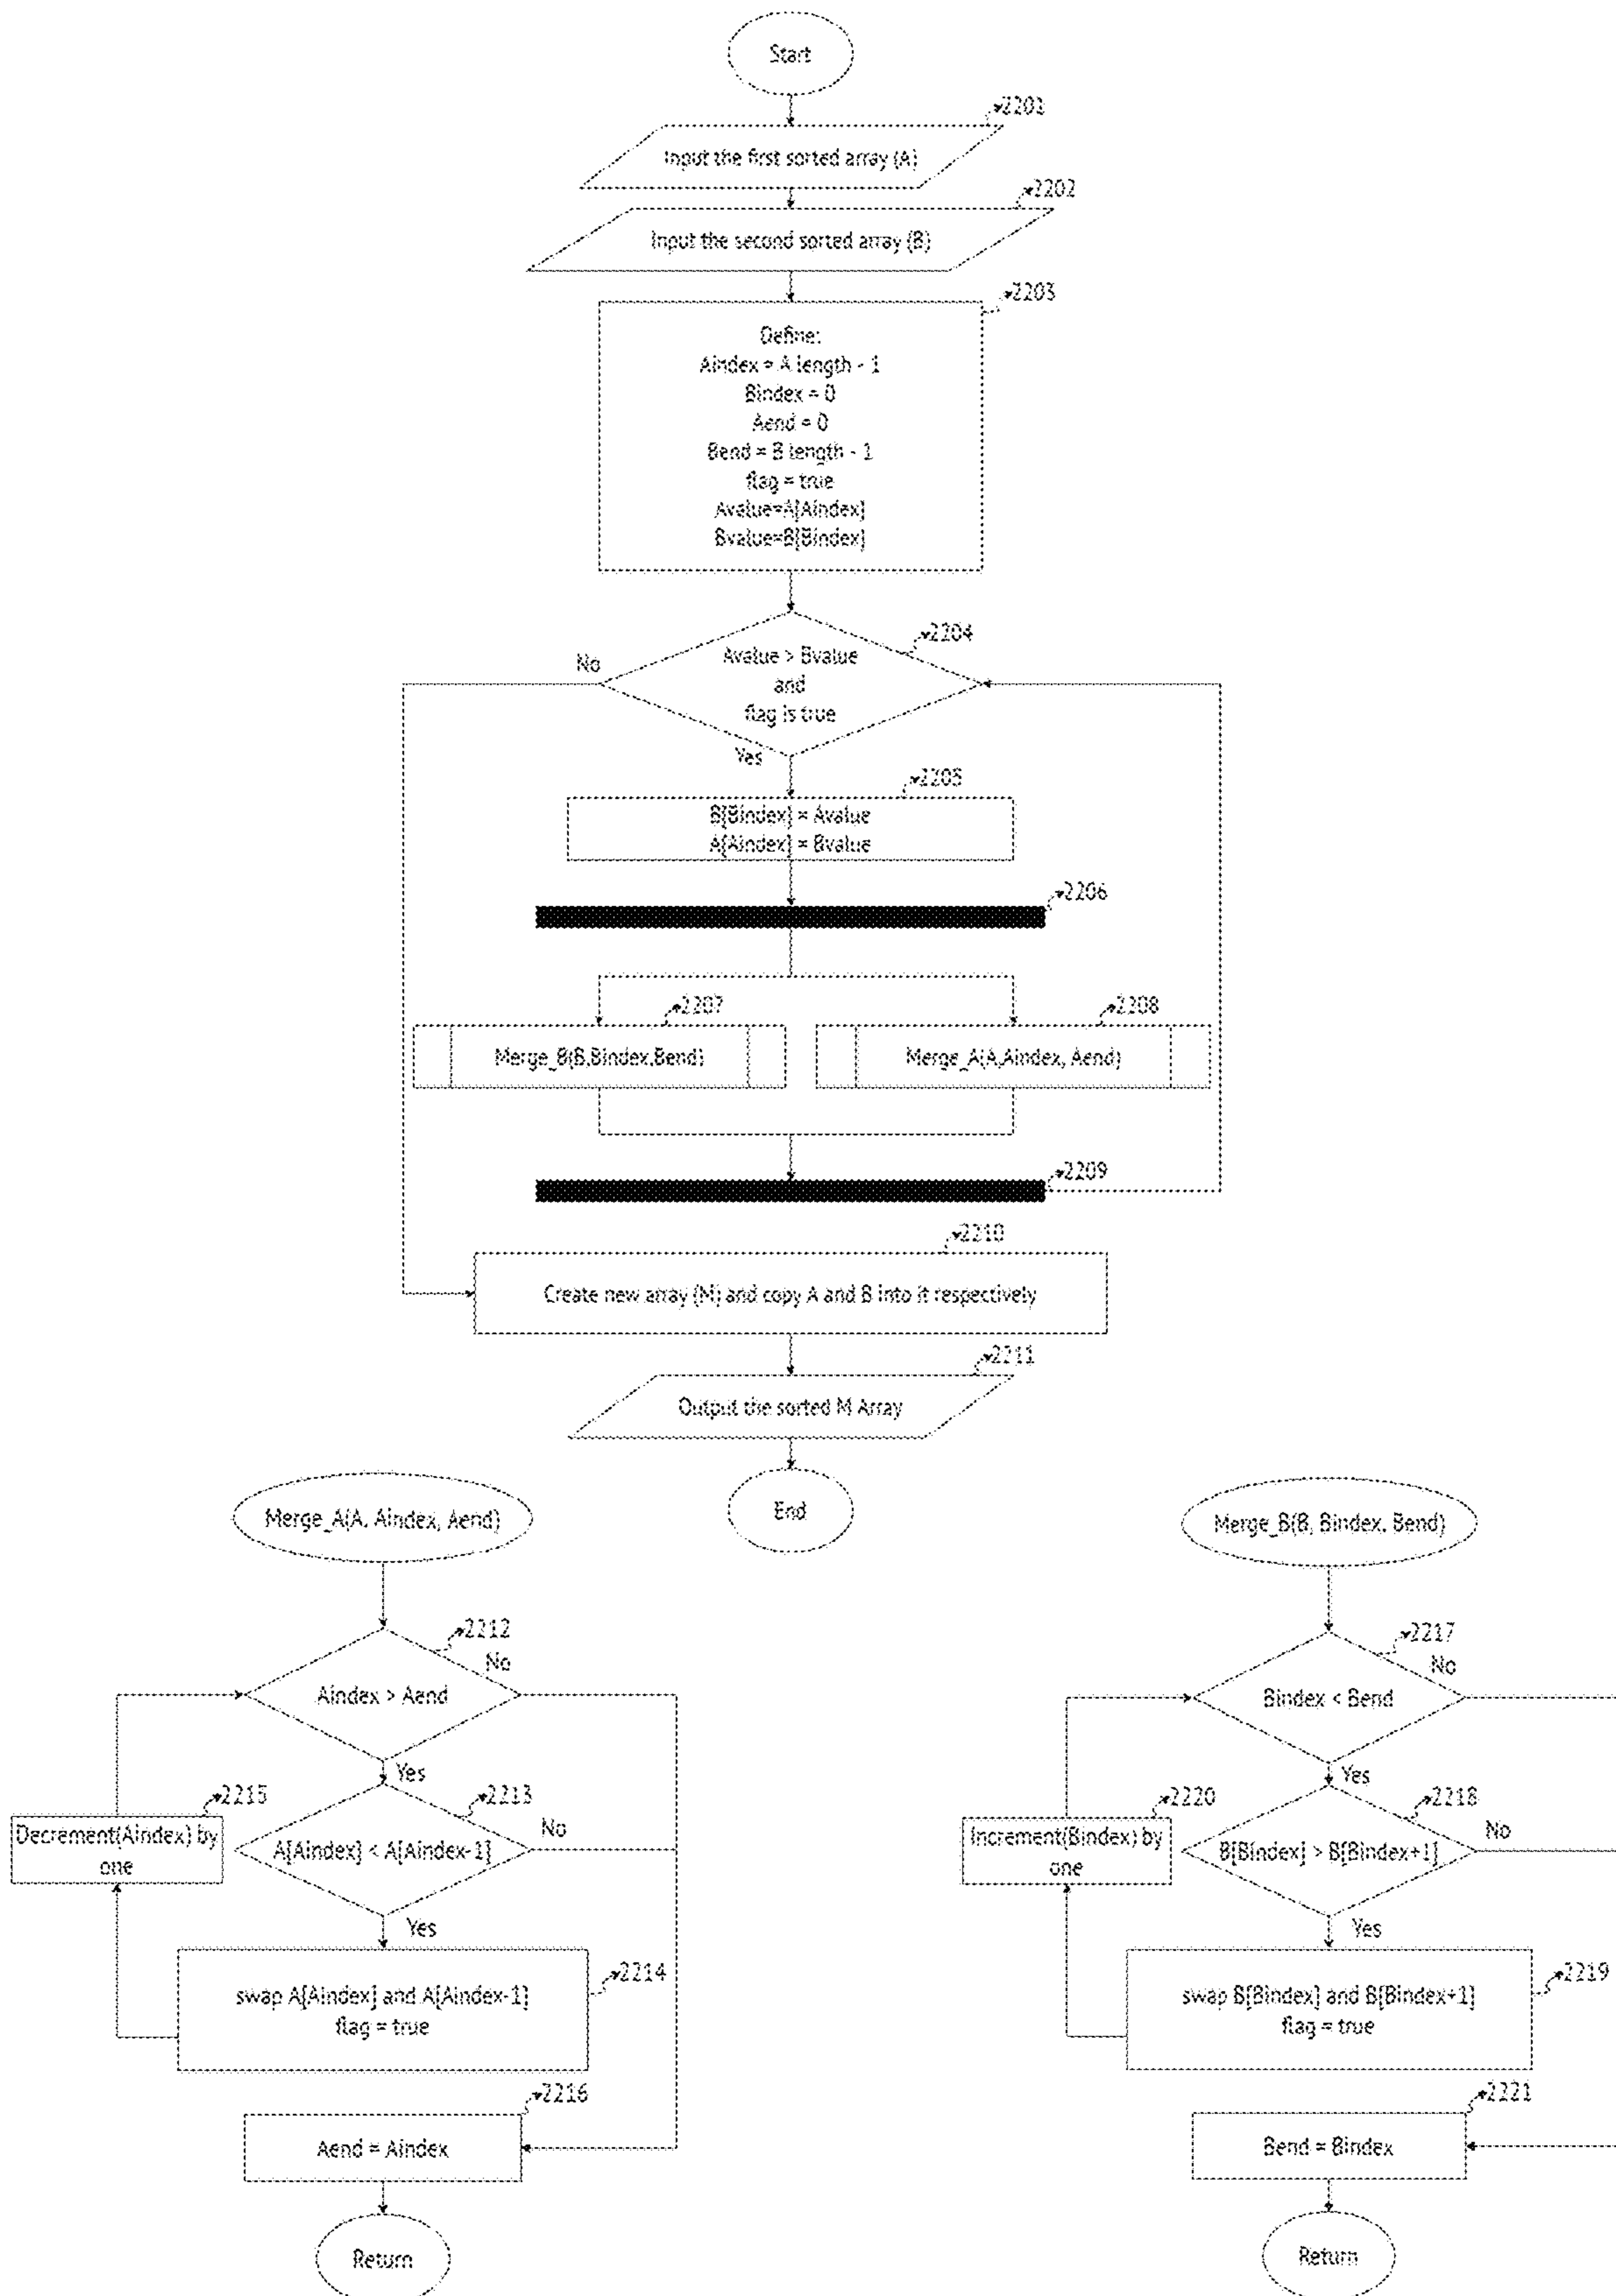 Start
2201
Input the first sorted array (A)
2202
Input the second sorted array (B)
2203
Define:
Aindex = A length - 1
Bindex = 0
Aend = 0
Bend = B length - 1
flag = true
Avalue=A[Aindex]
Bvalue=B[Bindex]
2204
No
Avalue > Bvalue
and
flag is true
Yes
2205
B[Bindex] = Avalue
A[Aindex] = Bvalue
2206
2207
2208
Merge_B(B,Bindex,Bend)
Merge_A(A,Aindex, Aend)
2209
2210
Create new array (M) and copy A and B into it respectively
2211
Output the sorted M Array
End
Merge_A(A, Aindex, Aend)
2212
No
Aindex > Aend
Yes
2215
2213
Decrement(Aindex) by
one
A[Aindex] < A[Aindex-1]
No
Yes
2214
swap A[Aindex] and A[Aindex-1]
flag = true
2216
Aend = Aindex
Return
Merge_B(B, Bindex, Bend)
2217
No
Bindex < Bend
Yes
2220
2218
Increment(Bindex) by
one
B[Bindex] > B[Bindex+1]
No
Yes
2219
swap B[Bindex] and B[Bindex+1]
flag = true
2221
Bend = Bindex
Return